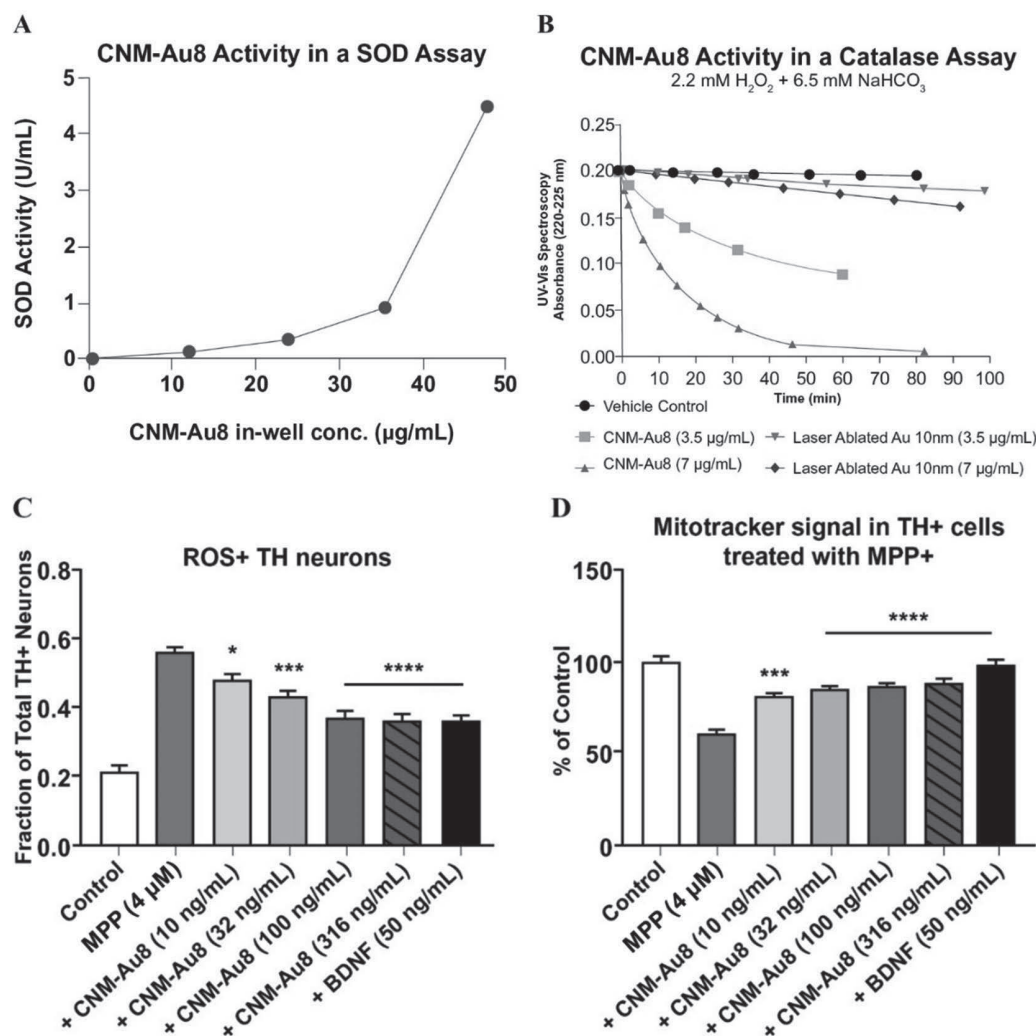 A
CNM-Au8 Activity in a SOD Assay
5
4
3
2
1
0
SOD Activity (U/mL)
0 10 20 30 40 50
CNM-Au8 in-well conc. (µg/mL)
B
CNM-Au8 Activity in a Catalase Assay
2.2 mM H₂O₂ + 6.5 mM NaHCO₃
0.25
0.20
0.15
0.10
0.05
0.00
UV-Vis Spectroscopy
Absorbance (220-225 nm)
0 10 20 30 40 50 60 70 80 90 100
Time (min)
Vehicle Control
CNM-Au8 (3.5 µg/mL) Laser Ablated Au 10nm (3.5 µg/mL)
CNM-Au8 (7 µg/mL) Laser Ablated Au 10nm (7 µg/mL)
C
ROS+ TH neurons
0.8
0.6
0.4
0.2
0.0
Fraction of Total TH+ Neurons
*
***
****
Control
MPP (4 µM)
+ CNM-Au8 (10 ng/mL)
+ CNM-Au8 (32 ng/mL)
+ CNM-Au8 (100 ng/mL)
+ CNM-Au8 (316 ng/mL)
+ BDNF (50 ng/mL)
D
Mitotracker signal in TH+ cells
treated with MPP+
150
100
50
0
% of Control
***
****
Control
MPP (4 µM)
+ CNM-Au8 (10 ng/mL)
+ CNM-Au8 (32 ng/mL)
+ CNM-Au8 (100 ng/mL)
+ CNM-Au8 (316 ng/mL)
+ BDNF (50 ng/mL)